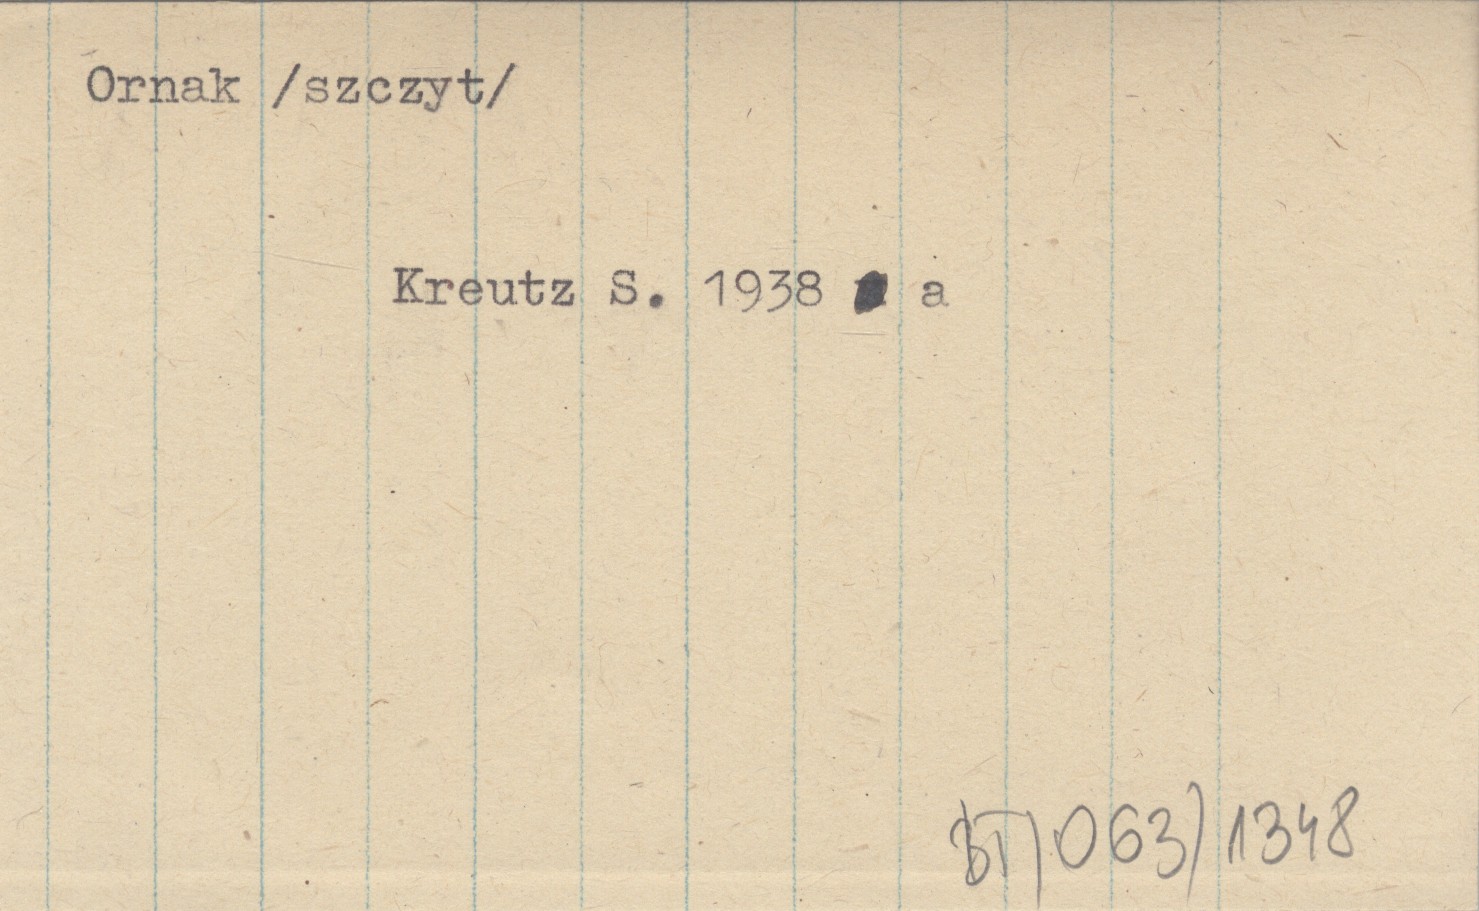 Ornak /szczyt/
Kreutz S. 1938 a
BT)063)1348